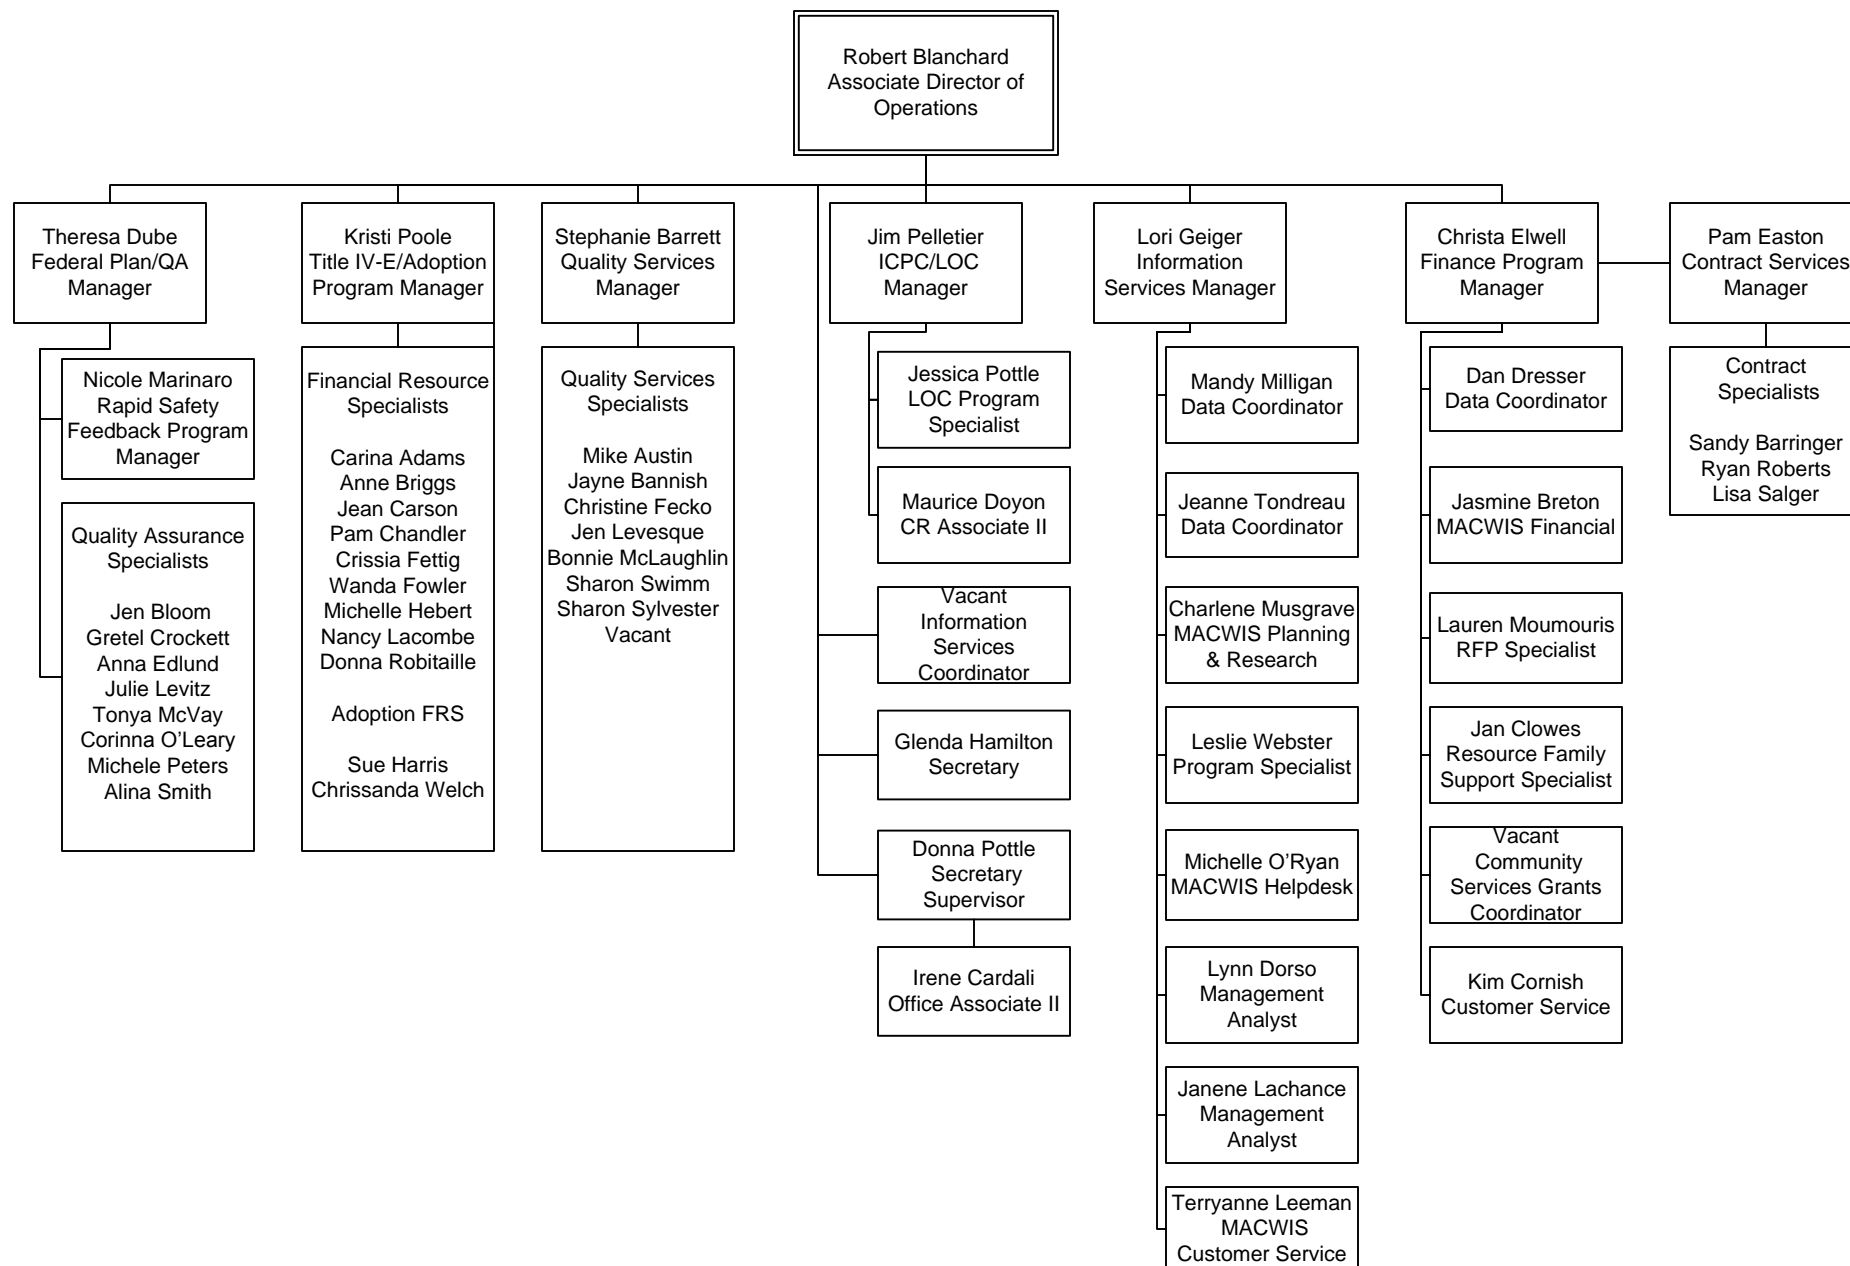 Robert Blanchard
Associate Director of
Operations
Theresa Dube
Federal Plan/QA
Manager
Kristi Poole
Title IV-E/Adoption
Program Manager
Stephanie Barrett
Quality Services
Manager
Jim Pelletier
ICPC/LOC
Manager
Lori Geiger
Information
Services Manager
Christa Elwell
Finance Program
Manager
Pam Easton
Contract Services
Manager
Nicole Marinaro
Rapid Safety
Feedback Program
Manager
Quality Assurance
Specialists
Jen Bloom
Gretel Crockett
Anna Edlund
Julie Levitz
Tonya McVay
Corinna O’Leary
Michele Peters
Alina Smith
Financial Resource
Specialists
Carina Adams
Anne Briggs
Jean Carson
Pam Chandler
Crissia Fettig
Wanda Fowler
Michelle Hebert
Nancy Lacombe
Donna Robitaille
Adoption FRS
Sue Harris
Chrissanda Welch
Quality Services
Specialists
Mike Austin
Jayne Bannish
Christine Fecko
Jen Levesque
Bonnie McLaughlin
Sharon Swimm
Sharon Sylvester
Vacant
Jessica Pottle
LOC Program
Specialist
Maurice Doyon
CR Associate II
Vacant
Information
Services
Coordinator
Glenda Hamilton
Secretary
Donna Pottle
Secretary
Supervisor
Irene Cardali
Office Associate II
Mandy Milligan
Data Coordinator
Jeanne Tondreau
Data Coordinator
Charlene Musgrave
MACWIS Planning
& Research
Leslie Webster
Program Specialist
Michelle O’Ryan
MACWIS Helpdesk
Lynn Dorso
Management
Analyst
Janene Lachance
Management
Analyst
Terryanne Leeman
MACWIS
Customer Service
Dan Dresser
Data Coordinator
Jasmine Breton
MACWIS Financial
Lauren Moumouris
RFP Specialist
Jan Clowes
Resource Family
Support Specialist
Vacant
Community
Services Grants
Coordinator
Kim Cornish
Customer Service
Contract
Specialists
Sandy Barringer
Ryan Roberts
Lisa Salger